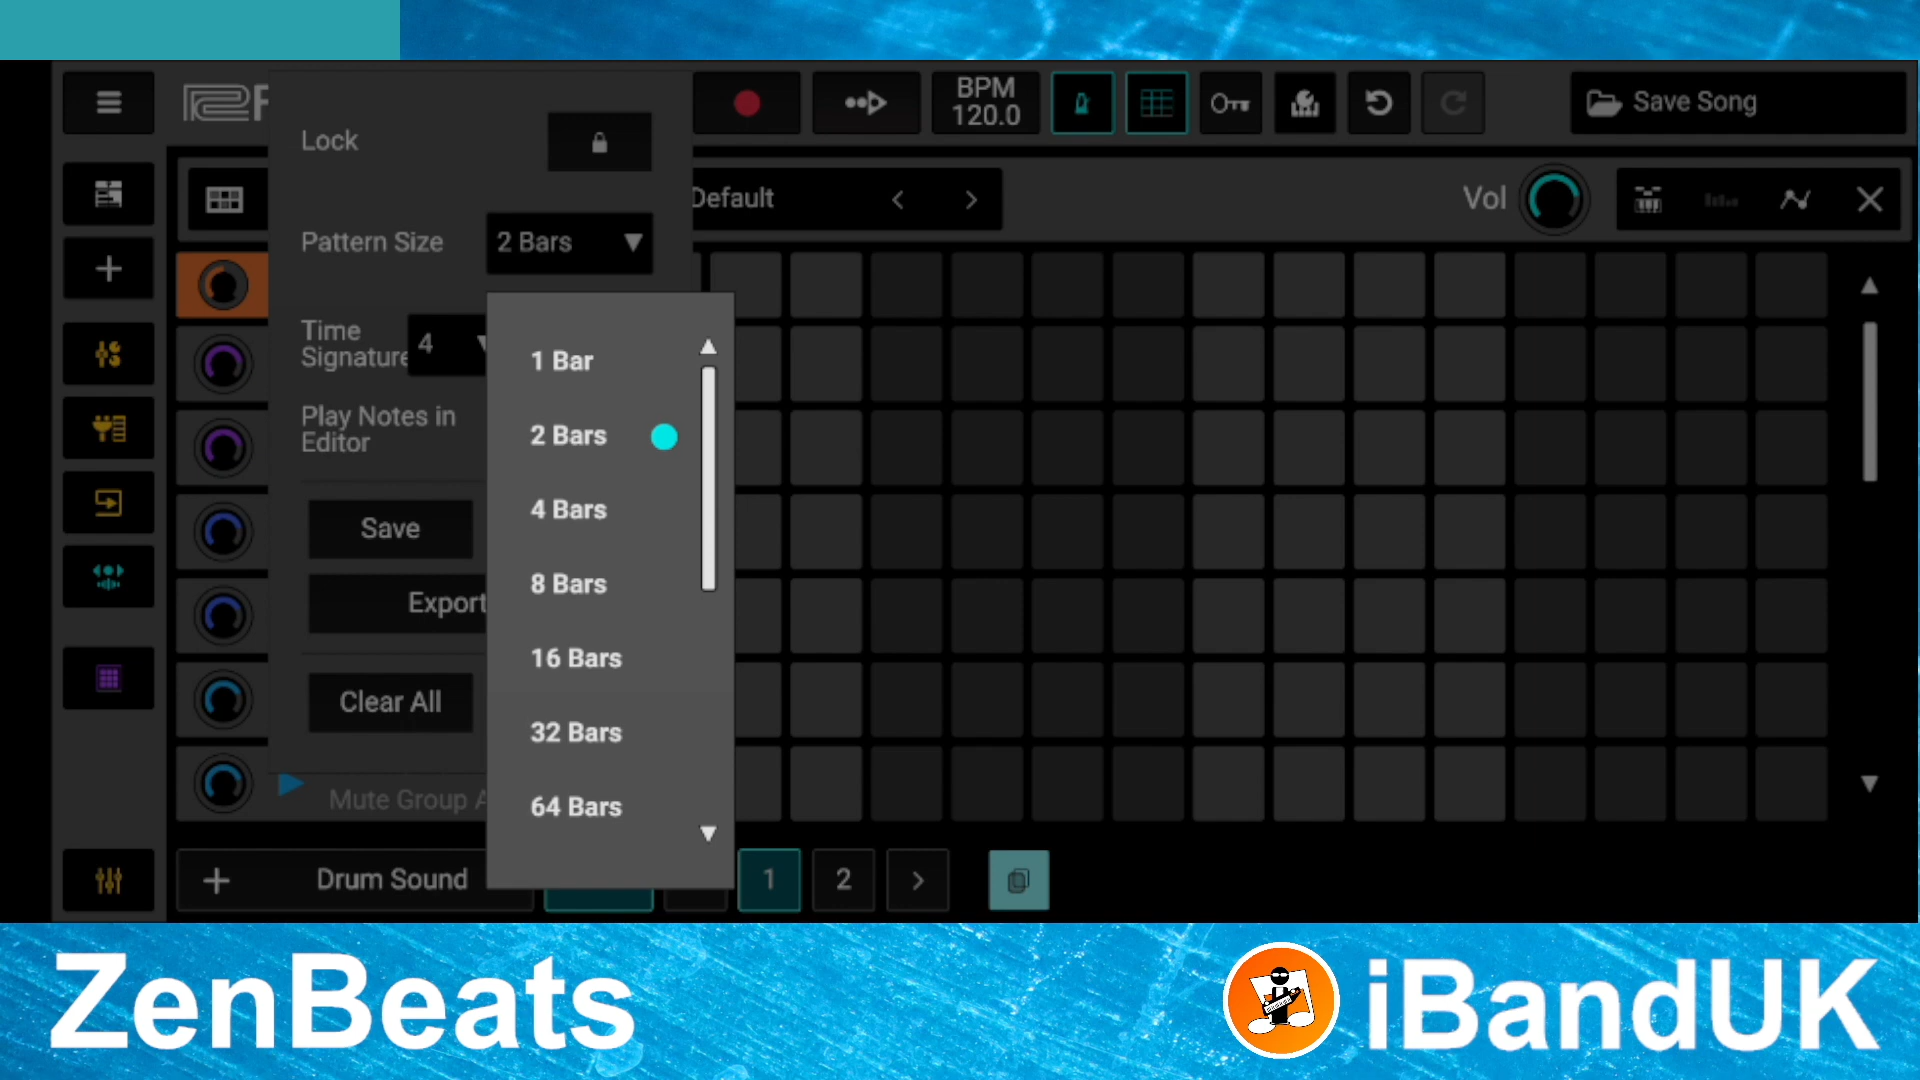 BPM
120.0
Save Song
Lock
Default
Vol
Pattern Size
2 Bars
Time
Signature
4
1 Bar
Play Notes in
Editor
2 Bars
4 Bars
Save
8 Bars
Export
16 Bars
Clear All
32 Bars
Mute Group A
64 Bars
Drum Sound
1
2
ZenBeats
iBandUK